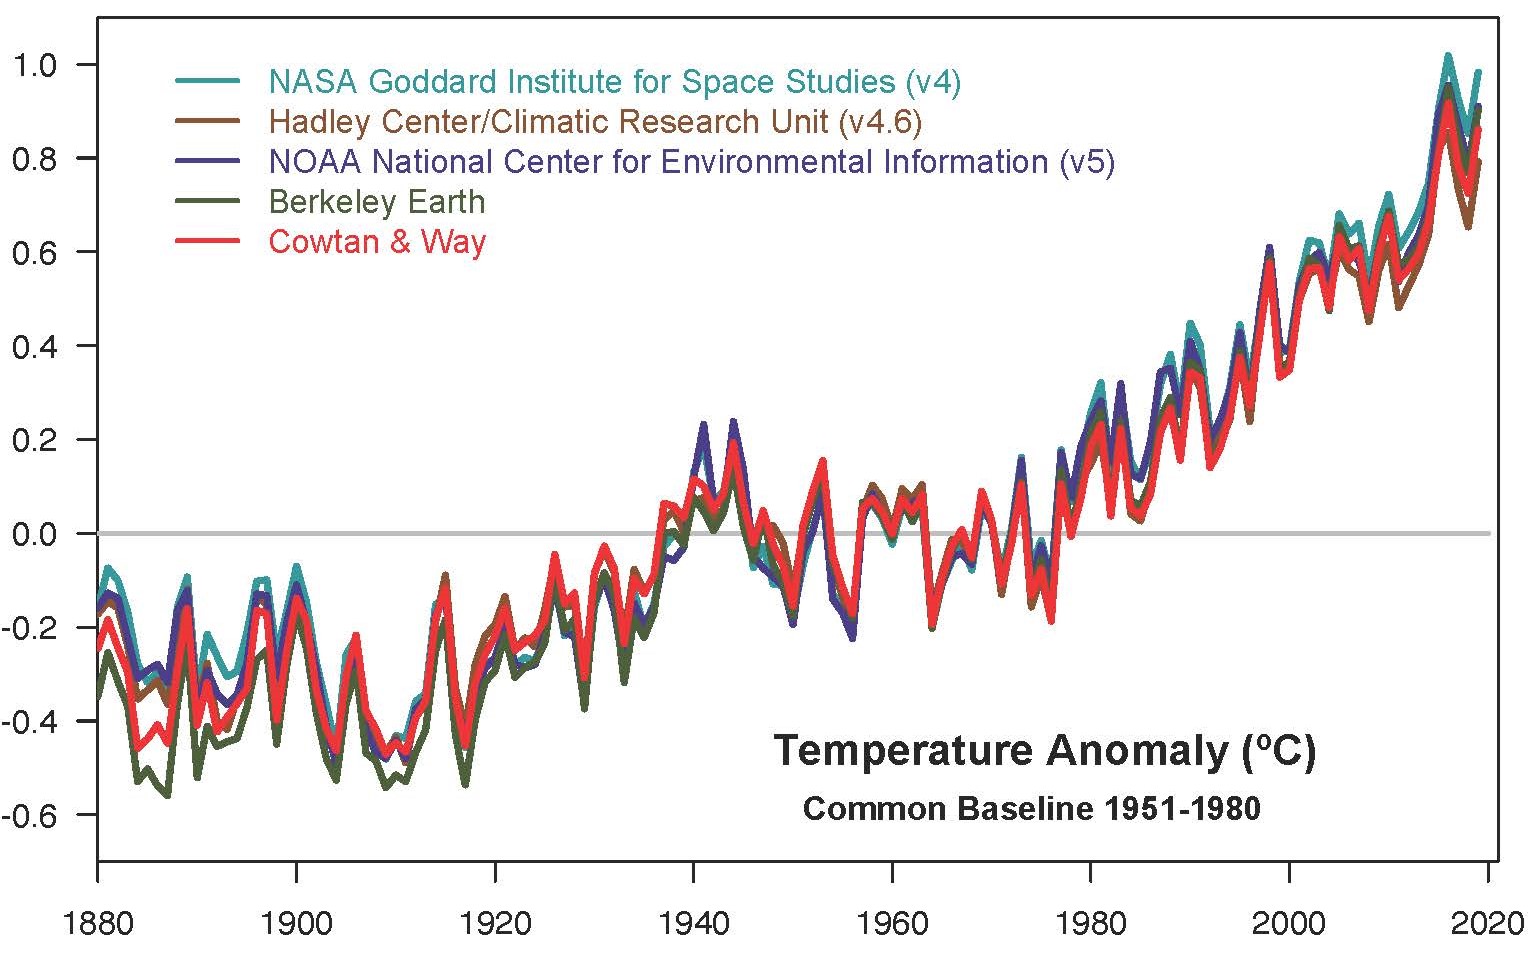 1.0
0.8
0.6
0.4
0.2
0.0
-0.2
-0.4
-0.6
NASA Goddard Institute for Space Studies (v4)
Hadley Center/Climatic Research Unit (v4.6)
NOAA National Center for Environmental Information (v5)
Berkeley Earth
Cowtan & Way
Temperature Anomaly (ºC)
Common Baseline 1951-1980
1880 1900 1920 1940 1960 1980 2000 2020